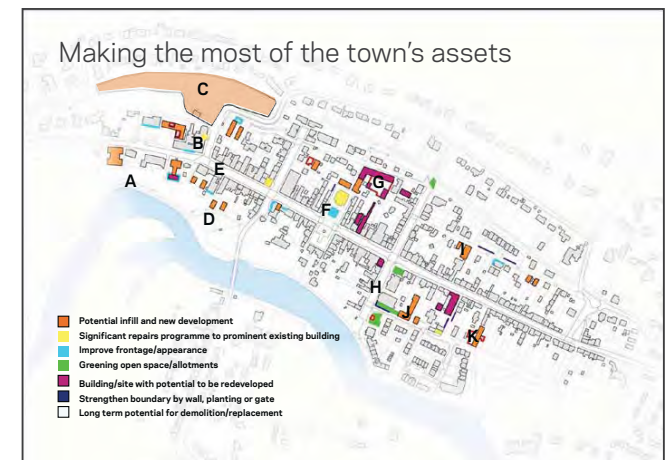 Making the most of the town's assets
C
B
E
A
D
G
F
I
H
J
K
Potential infill and new development
Significant repairs programme to prominent existing building
Improve frontage/appearance
Greening open space/allotments
Building/site with potential to be redeveloped
Strengthen boundary by wall, planting or gate
Long term potential for demolition/replacement